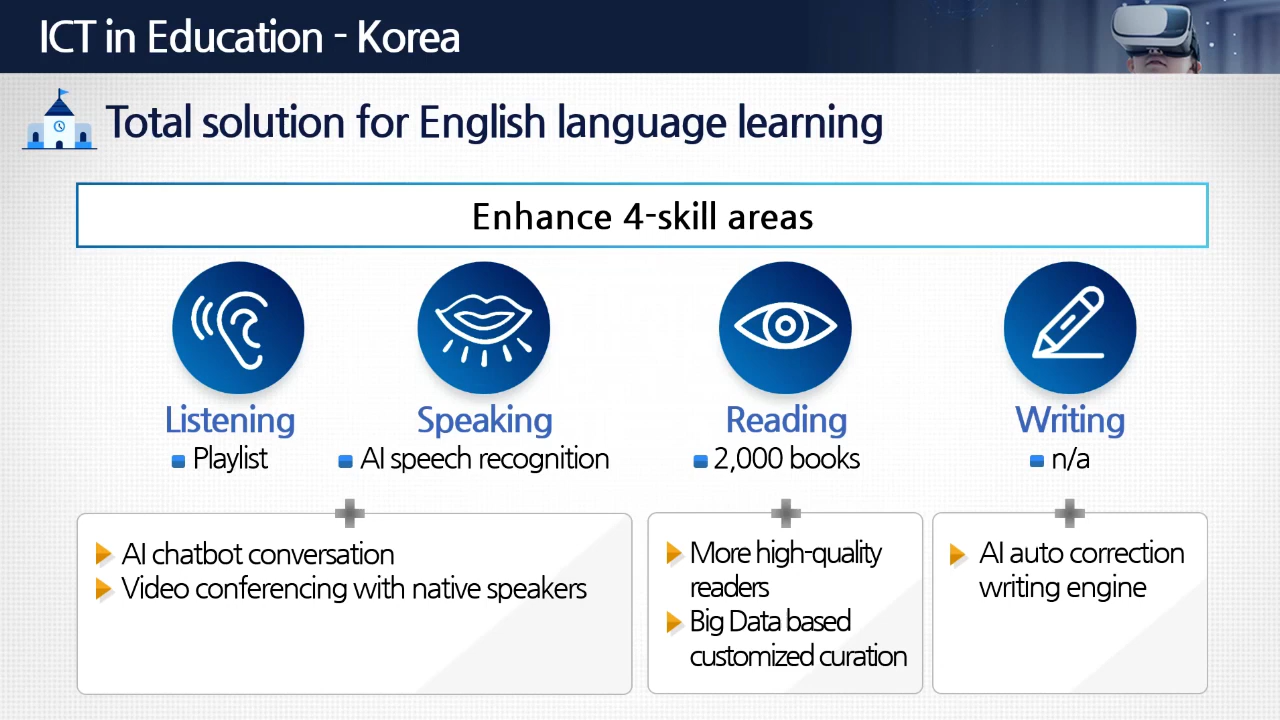 ICT in Education - Korea
Total solution for English language learning
Enhance 4-skill areas
Listening
Playlist
Speaking
AI speech recognition
Reading
2,000 books
Writing
n/a
AI chatbot conversation
Video conferencing with native speakers
More high-quality
readers
Big Data based
customized curation
AI auto correction
writing engine